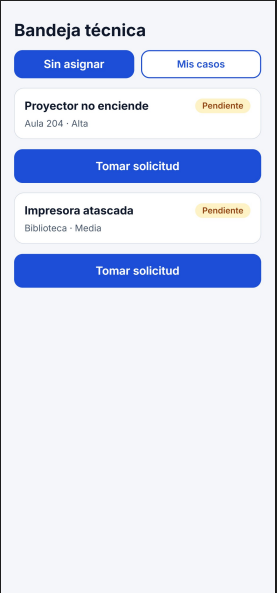 Bandeja técnica
Sin asignar
Mis casos
Proyector no enciende
Pendiente
Aula 204 · Alta
Tomar solicitud
Impresora atascada
Pendiente
Biblioteca · Media
Tomar solicitud